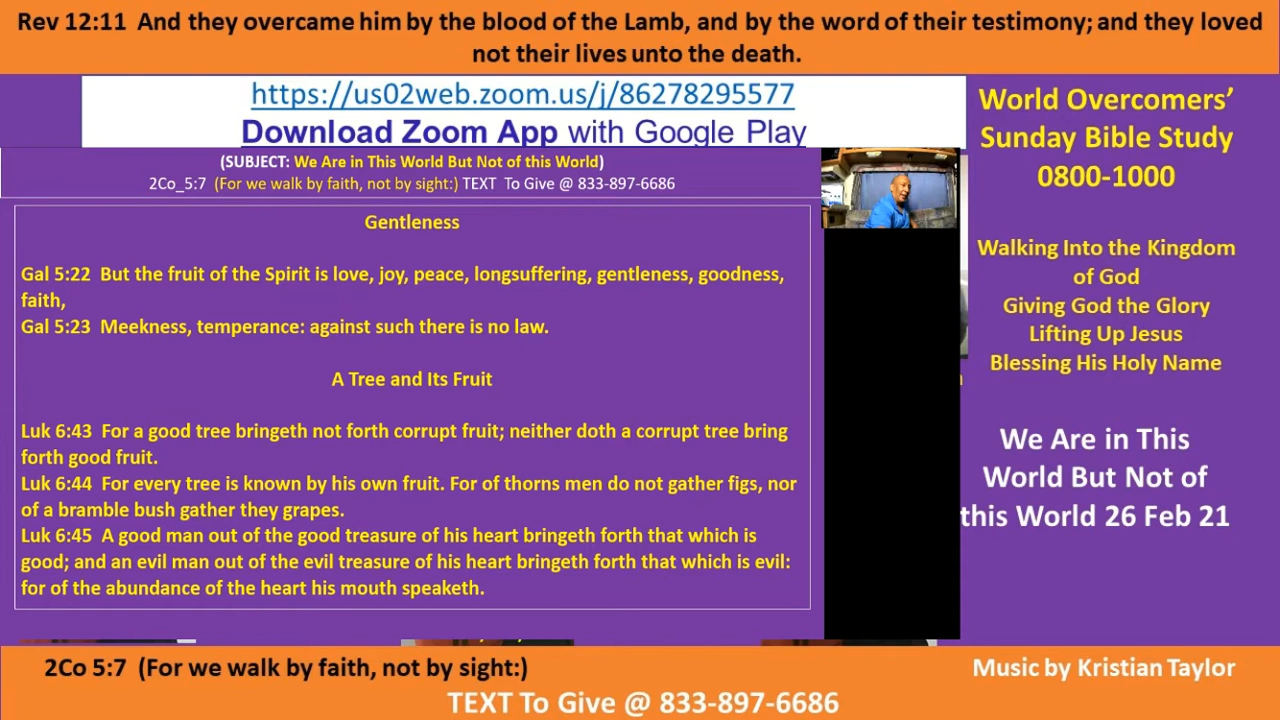 Rev 12:11 And they overcame him by the blood of the Lamb, and by the word of their testimony; and they loved
not their lives unto the death.
https://us02web.zoom.us/j/86278295577
Download Zoom App with Google Play
(SUBJECT: We Are in This World But Not of this World)
2Co_5:7 (For we walk by faith, not by sight:) TEXT To Give @ 833-897-6686
Gentleness
Gal 5:22 But the fruit of the Spirit is love, joy, peace, longsuffering, gentleness, goodness,
faith,
Gal 5:23 Meekness, temperance: against such there is no law.
A Tree and Its Fruit
Luk 6:43 For a good tree bringeth not forth corrupt fruit; neither doth a corrupt tree bring
forth good fruit.
Luk 6:44 For every tree is known by his own fruit. For of thorns men do not gather figs, nor
of a bramble bush gather they grapes.
Luk 6:45 A good man out of the good treasure of his heart bringeth forth that which is
good; and an evil man out of the evil treasure of his heart bringeth forth that which is evil:
for of the abundance of the heart his mouth speaketh.
World Overcomers’
Sunday Bible Study
0800-1000
Walking Into the Kingdom
of God
Giving God the Glory
Lifting Up Jesus
Blessing His Holy Name
We Are in This
World But Not of
this World 26 Feb 21
2Co 5:7 (For we walk by faith, not by sight:)
Music by Kristian Taylor
TEXT To Give @ 833-897-6686